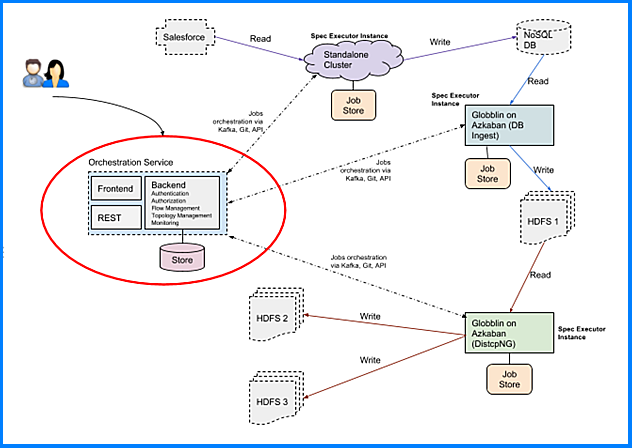 Salesforce
Read
Spec Executor Instance
Standalone
Cluster
Write
NoSQL
DB
Job
Store
Read
Spec Executor
Instance
Globblin on
Azkaban (DB
Ingest)
Jobs
orchestration via
Kafka, Git, API
Job
Store
Write
Jobs
orchestration via
Kafka, Git, API
Orchestration Service
Frontend
REST
Backend
Authentication
Authorization
Flow Management
Topology Management
Monitoring
Store
HDFS 1
Jobs orchestration
via Kafka, Git, API
Read
HDFS 2
Write
Globblin on
Azkaban
(DistcpNG)
Spec Executor
Instance
Write
Job
Store
HDFS 3